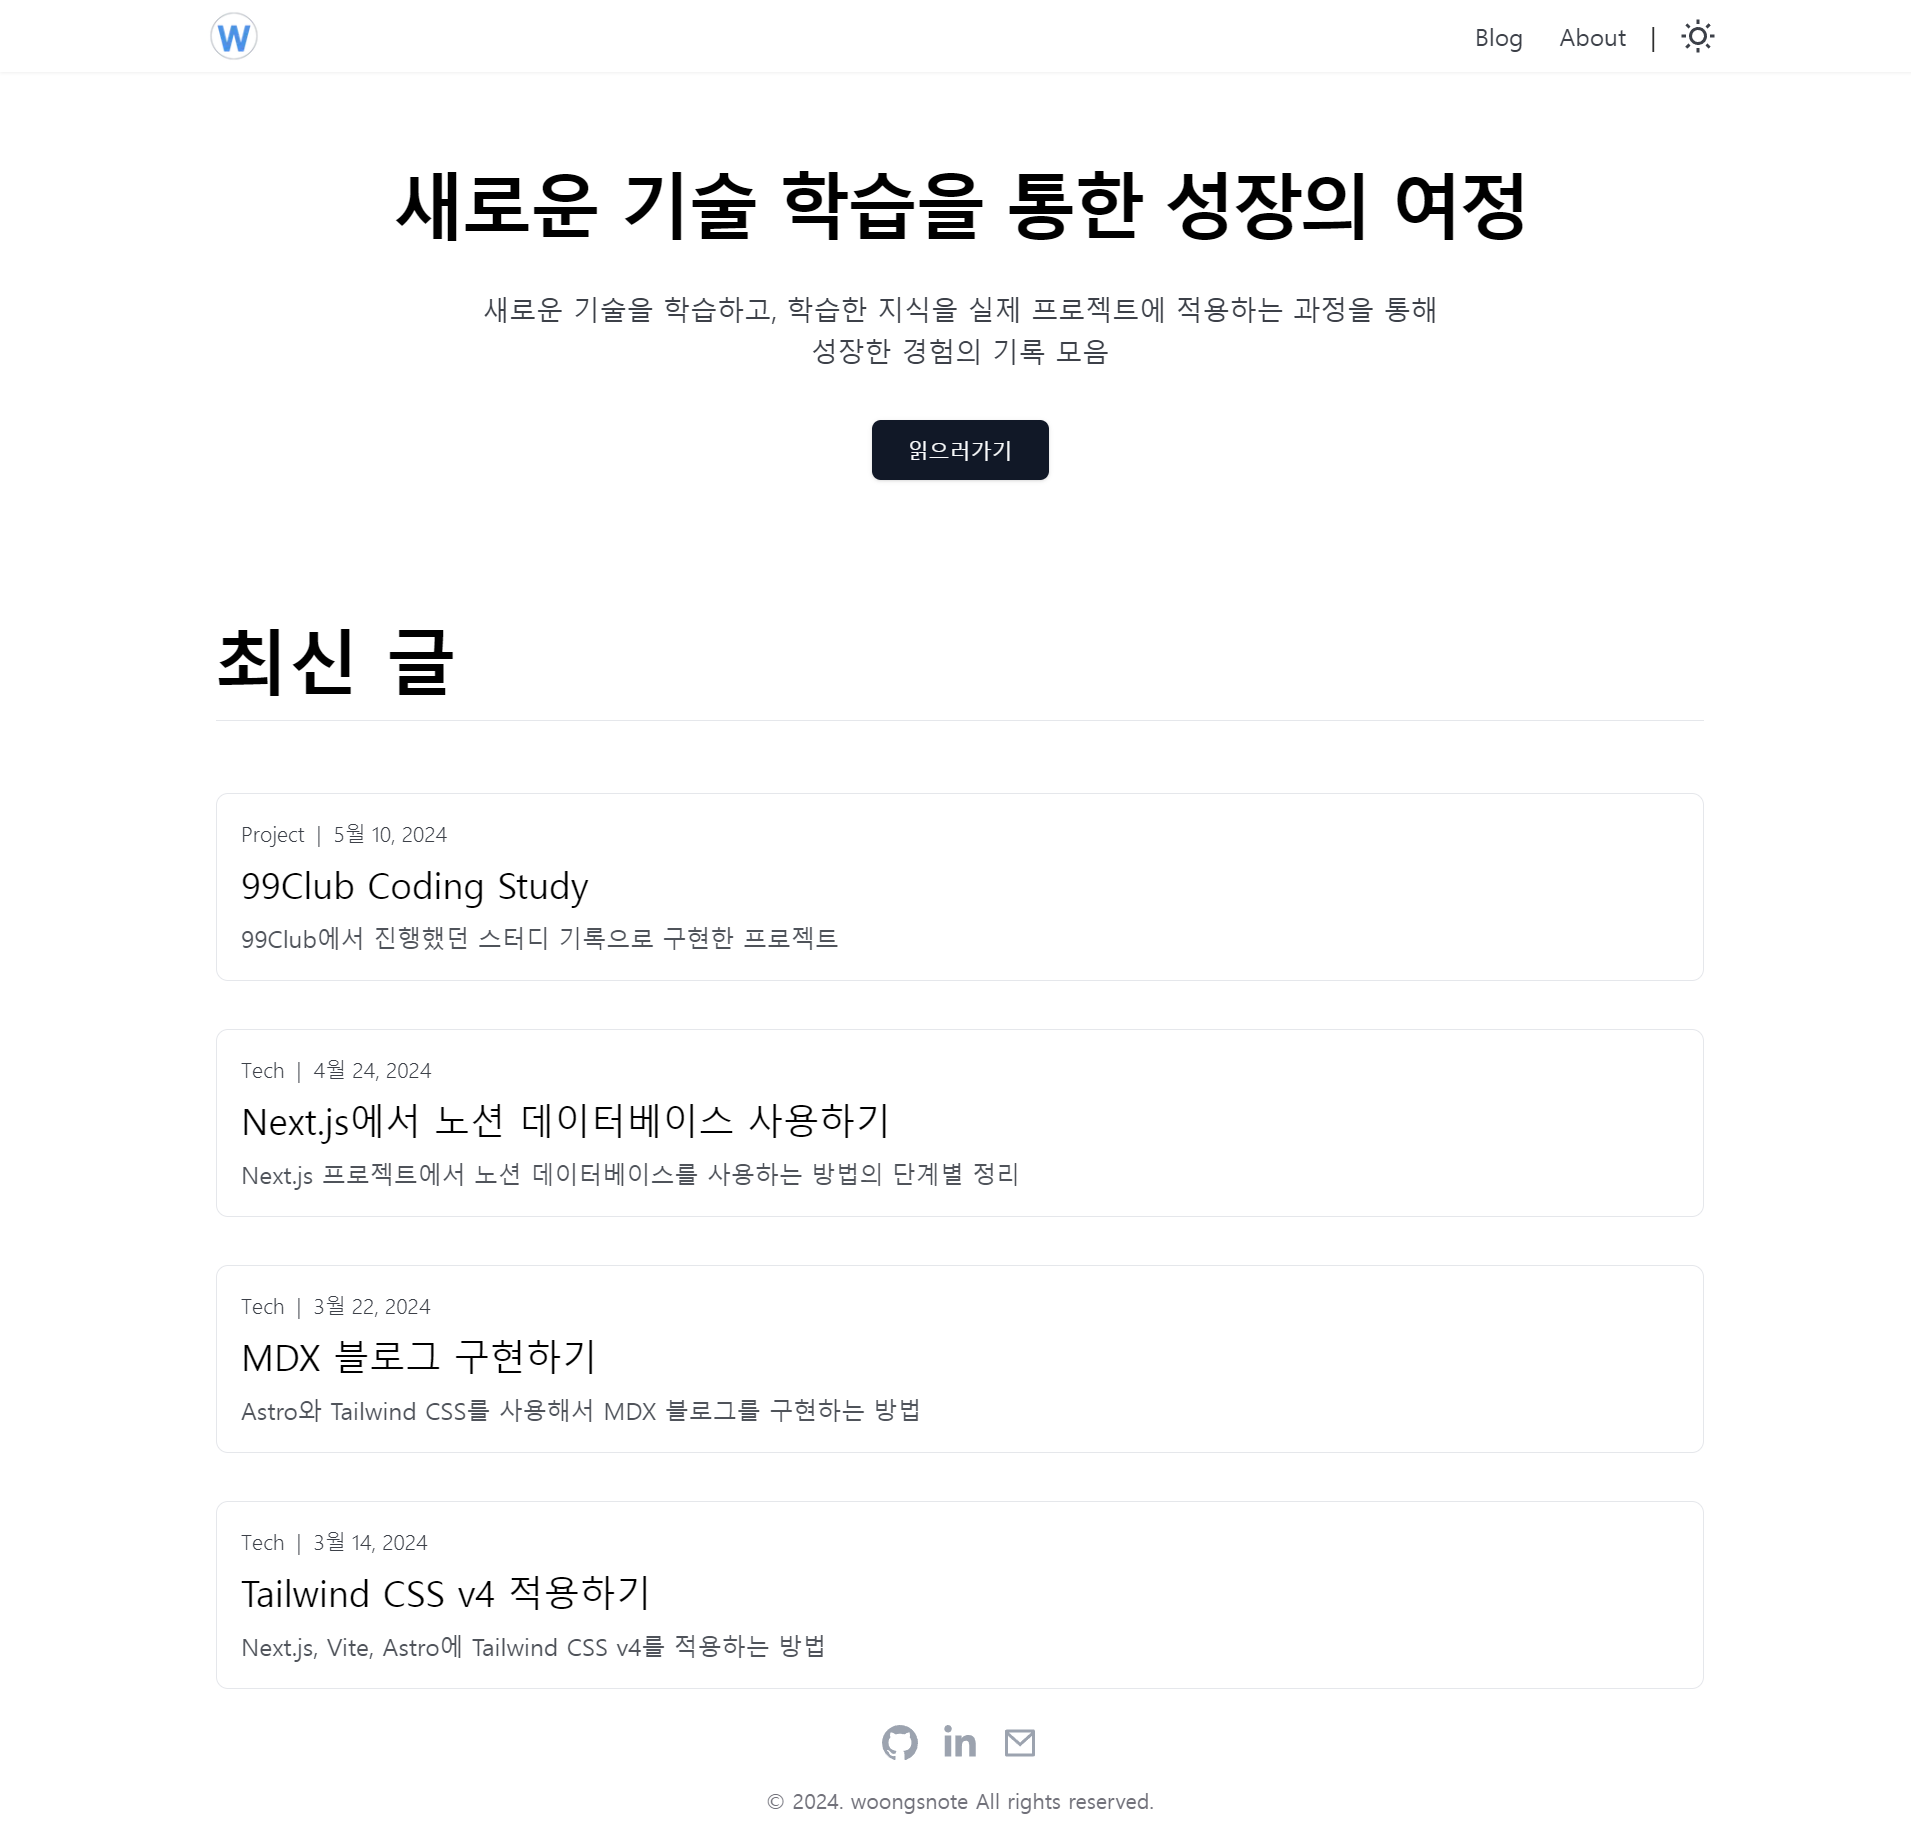 W
Blog About |
새로운 기술 학습을 통한 성장의 여정
새로운 기술을 학습하고, 학습한 지식을 실제 프로젝트에 적용하는 과정을 통해
성장한 경험의 기록 모음
읽으러가기
최신 글
Project | 5월 10, 2024
99Club Coding Study
99Club에서 진행했던 스터디 기록으로 구현한 프로젝트
Tech | 4월 24, 2024
Next.js에서 노션 데이터베이스 사용하기
Next.js 프로젝트에서 노션 데이터베이스를 사용하는 방법의 단계별 정리
Tech | 3월 22, 2024
MDX 블로그 구현하기
Astro와 Tailwind CSS를 사용해서 MDX 블로그를 구현하는 방법
Tech | 3월 14, 2024
Tailwind CSS v4 적용하기
Next.js, Vite, Astro에 Tailwind CSS v4를 적용하는 방법
in
© 2024. woongsnote All rights reserved.